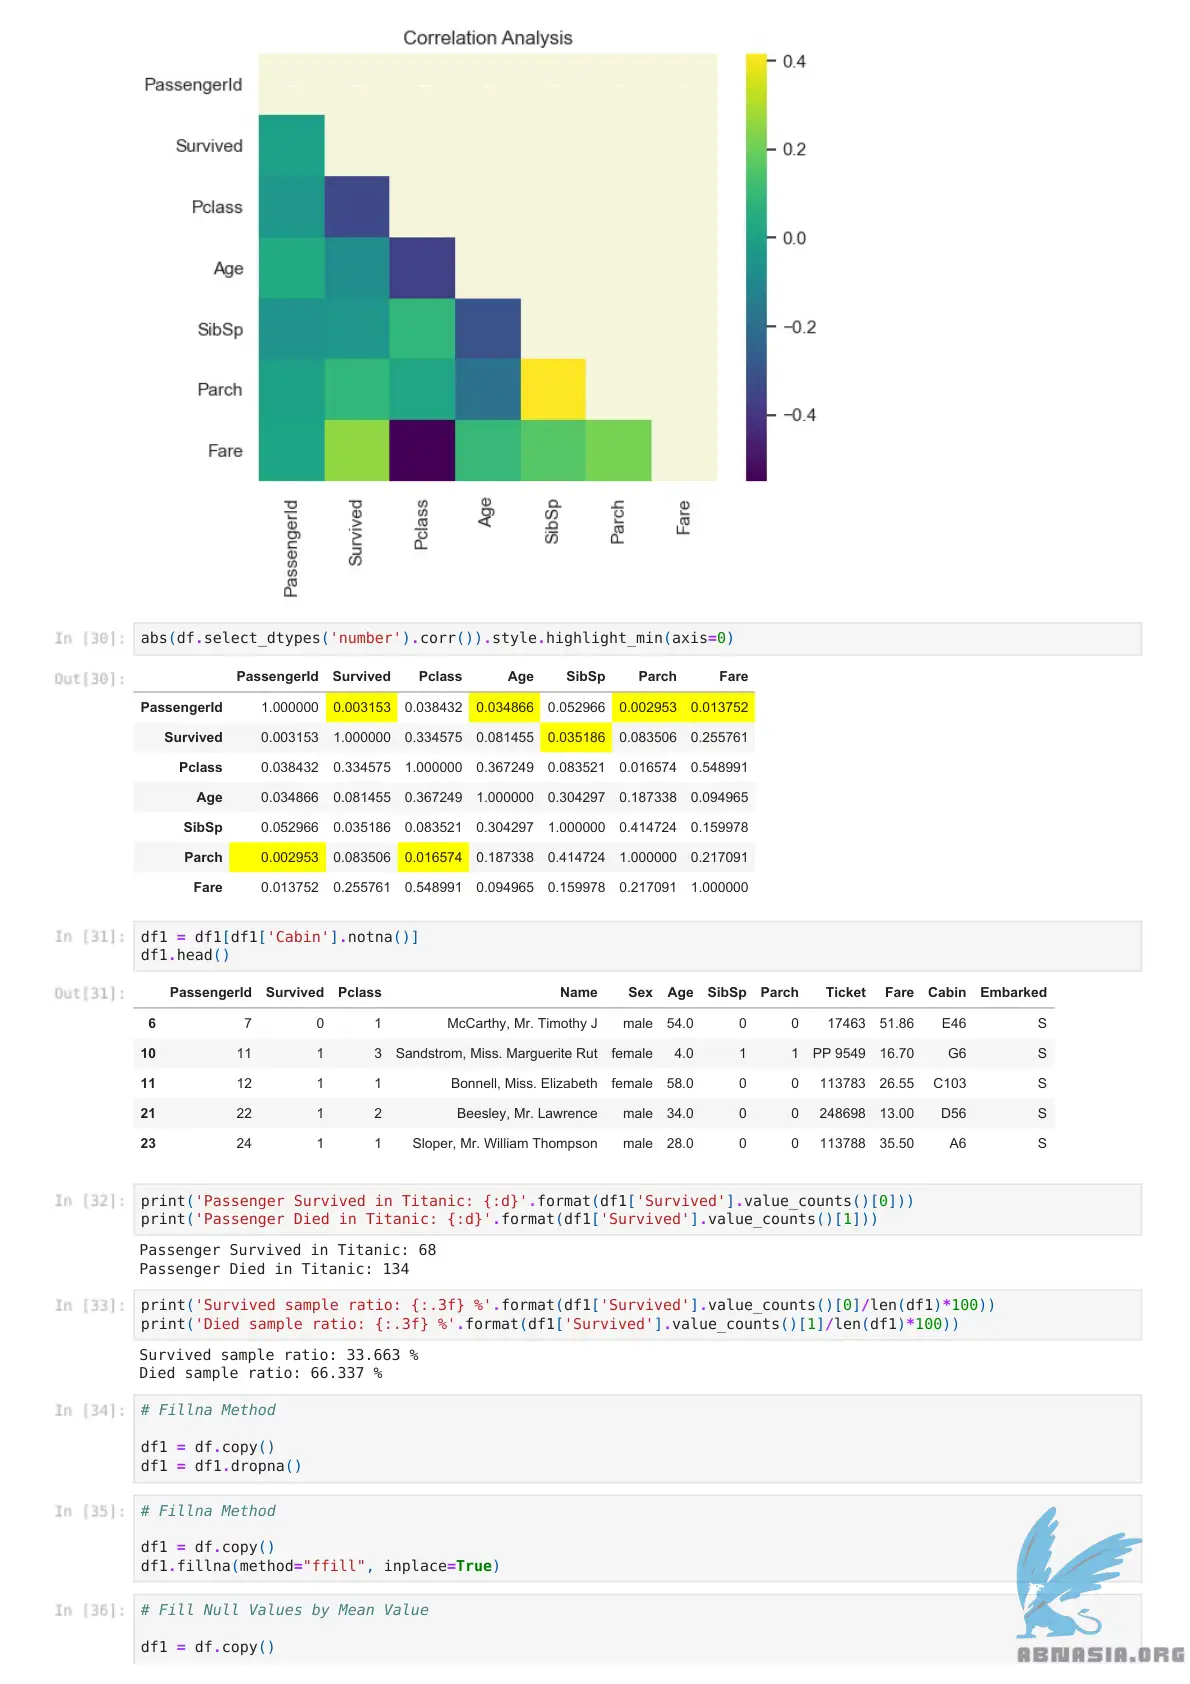 Correlation Analysis
PassengerId
Survived
Pclass
Age
SibSp
Parch
Fare
0.4
0.2
0.0
−0.2
−0.4
PassengerId Survived Pclass Age SibSp Parch Fare
In [30]: abs(df.select_dtypes('number').corr()).style.highlight_min(axis=0)
Out[30]: PassengerId Survived Pclass Age SibSp Parch Fare
PassengerId 1.000000 0.003153 0.038432 0.034866 0.052966 0.002953 0.013752
Survived 0.003153 1.000000 0.334575 0.081455 0.035186 0.083506 0.255761
Pclass 0.038432 0.334575 1.000000 0.367249 0.083521 0.016574 0.548991
Age 0.034866 0.081455 0.367249 1.000000 0.304297 0.187338 0.094965
SibSp 0.052966 0.035186 0.083521 0.304297 1.000000 0.414724 0.159978
Parch 0.002953 0.083506 0.016574 0.187338 0.414724 1.000000 0.217091
Fare 0.013752 0.255761 0.548991 0.094965 0.159978 0.217091 1.000000
In [31]: df1 = df1[df1['Cabin'].notna()]
df1.head()
Out[31]: PassengerId Survived Pclass Name Sex Age SibSp Parch Ticket Fare Cabin Embarked
6 7 0 1 McCarthy, Mr. Timothy J male 54.0 0 0 17463 51.86 E46 S
10 11 1 3 Sandstrom, Miss. Marguerite Rut female 4.0 1 1 PP 9549 16.70 G6 S
11 12 1 1 Bonnell, Miss. Elizabeth female 58.0 0 0 113783 26.55 C103 S
21 22 1 2 Beesley, Mr. Lawrence male 34.0 0 0 248698 13.00 D56 S
23 24 1 1 Sloper, Mr. William Thompson male 28.0 0 0 113788 35.50 A6 S
In [32]: print('Passenger Survived in Titanic: {:d}'.format(df1['Survived'].value_counts()[0]))
print('Passenger Died in Titanic: {:d}'.format(df1['Survived'].value_counts()[1]))
Passenger Survived in Titanic: 68
Passenger Died in Titanic: 134
In [33]: print('Survived sample ratio: {:.3f} %'.format(df1['Survived'].value_counts()[0]/len(df1)*100))
print('Died sample ratio: {:.3f} %'.format(df1['Survived'].value_counts()[1]/len(df1)*100))
Survived sample ratio: 33.663 %
Died sample ratio: 66.337 %
In [34]: # Fillna Method
df1 = df.copy()
df1 = df1.dropna()
In [35]: # Fillna Method
df1 = df.copy()
df1.fillna(method="ffill", inplace=True)
In [36]: # Fill Null Values by Mean Value
df1 = df.copy()
ABNASIA.ORG